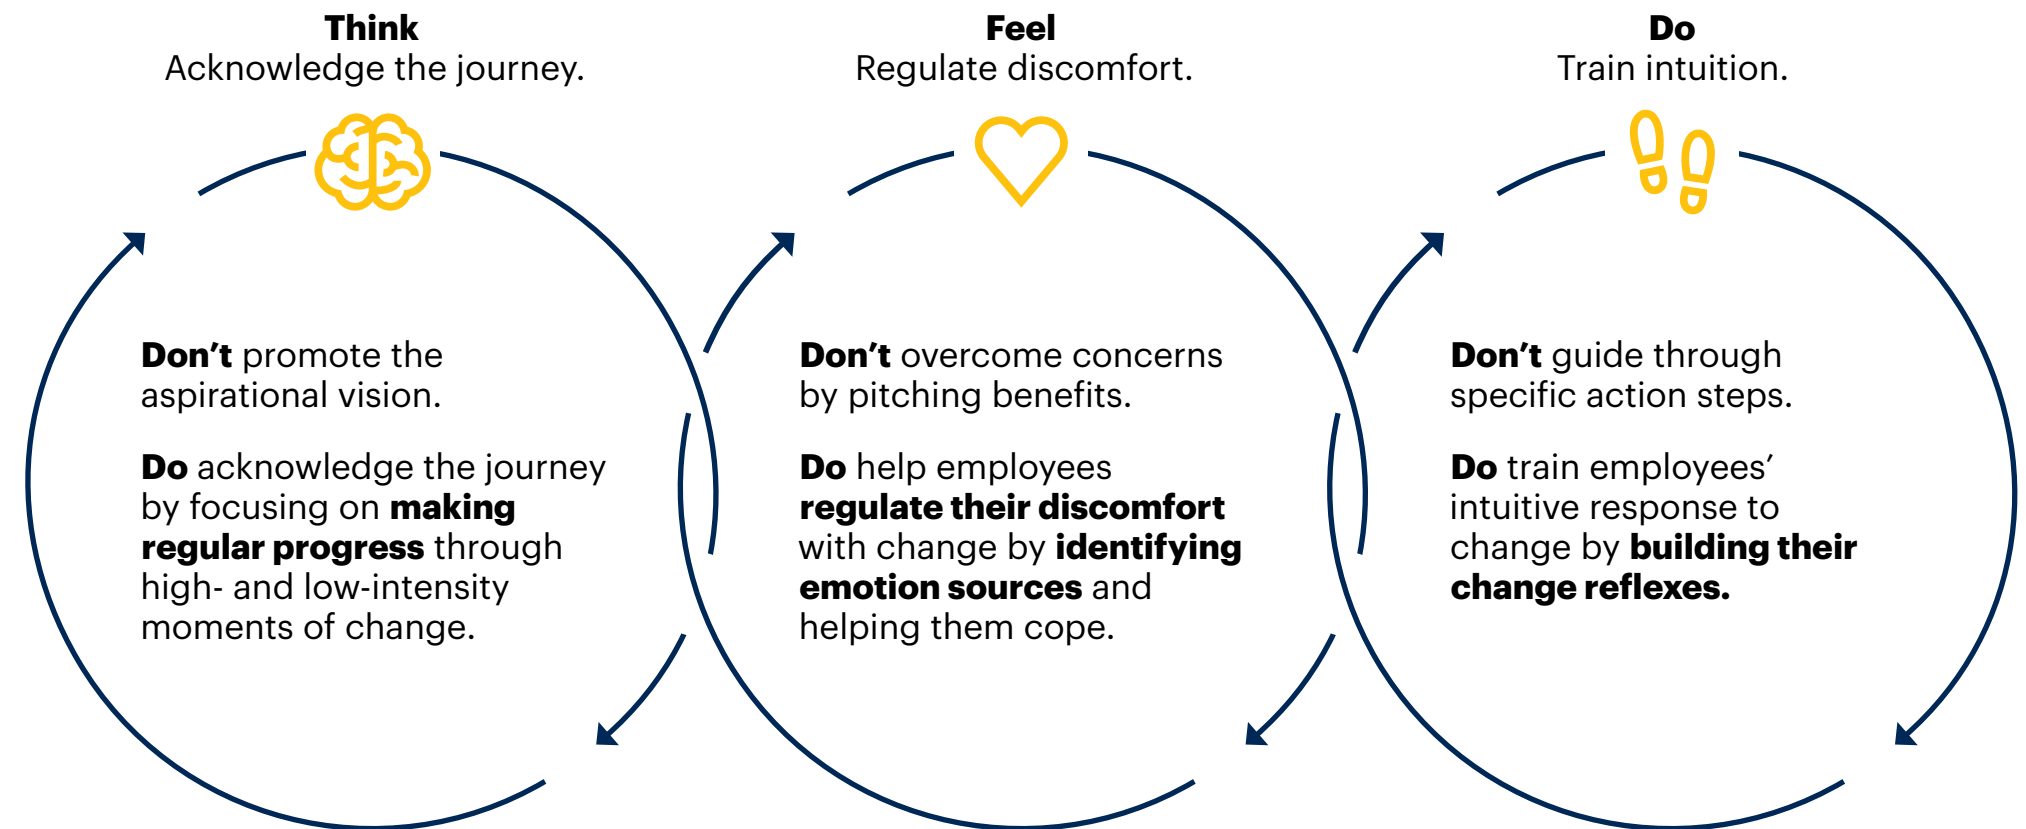 Think
Acknowledge the journey.
Don’t promote the
aspirational vision.
Do acknowledge the journey
by focusing on making
regular progress through
high- and low-intensity
moments of change.
Feel
Regulate discomfort.
Don’t overcome concerns
by pitching benefits.
Do help employees
regulate their discomfort
with change by identifying
emotion sources and
helping them cope.
Do
Train intuition.
Don’t guide through
specific action steps.
Do train employees’
intuitive response to
change by building their
change reflexes.